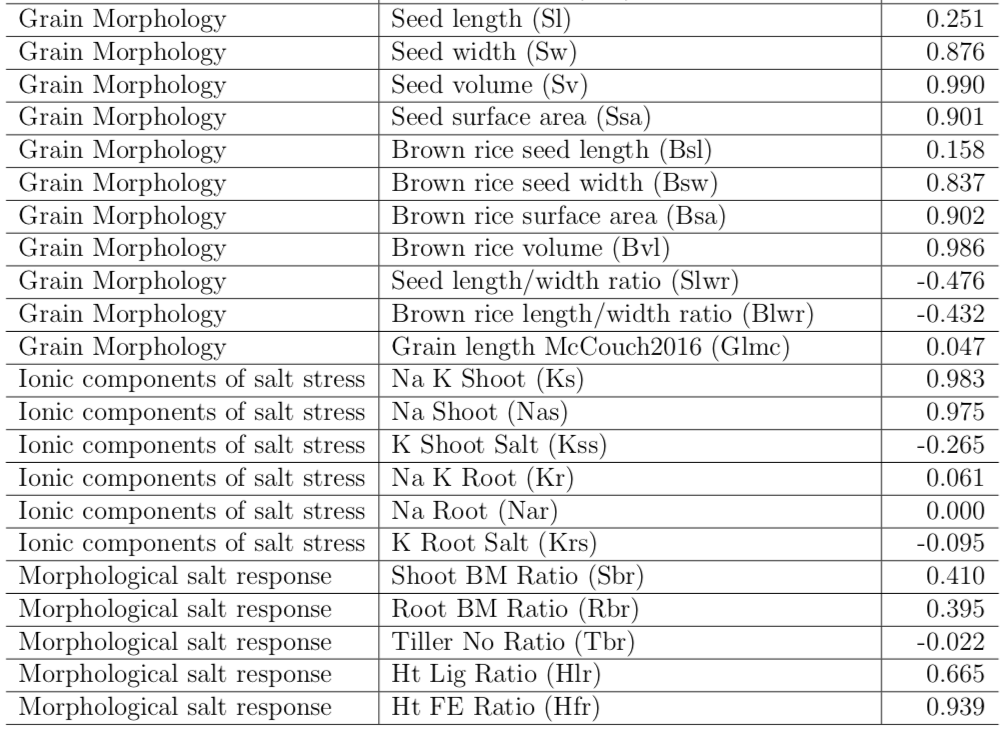 Grain Morphology Seed length (Sl) 0.251
Grain Morphology Seed width (Sw) 0.876
Grain Morphology Seed volume (Sv) 0.990
Grain Morphology Seed surface area (Ssa) 0.901
Grain Morphology Brown rice seed length (Bsl) 0.158
Grain Morphology Brown rice seed width (Bsw) 0.837
Grain Morphology Brown rice surface area (Bsa) 0.902
Grain Morphology Brown rice volume (Bvl) 0.986
Grain Morphology Seed length/width ratio (Slwr) -0.476
Grain Morphology Brown rice length/width ratio (Blwr) -0.432
Grain Morphology Grain length McCouch2016 (Glmc) 0.047
Ionic components of salt stress Na K Shoot (Ks) 0.983
Ionic components of salt stress Na Shoot (Nas) 0.975
Ionic components of salt stress K Shoot Salt (Kss) -0.265
Ionic components of salt stress Na K Root (Kr) 0.061
Ionic components of salt stress Na Root (Nar) 0.000
Ionic components of salt stress K Root Salt (Krs) -0.095
Morphological salt response Shoot BM Ratio (Sbr) 0.410
Morphological salt response Root BM Ratio (Rbr) 0.395
Morphological salt response Tiller No Ratio (Tbr) -0.022
Morphological salt response Ht Lig Ratio (Hlr) 0.665
Morphological salt response Ht FE Ratio (Hfr) 0.939